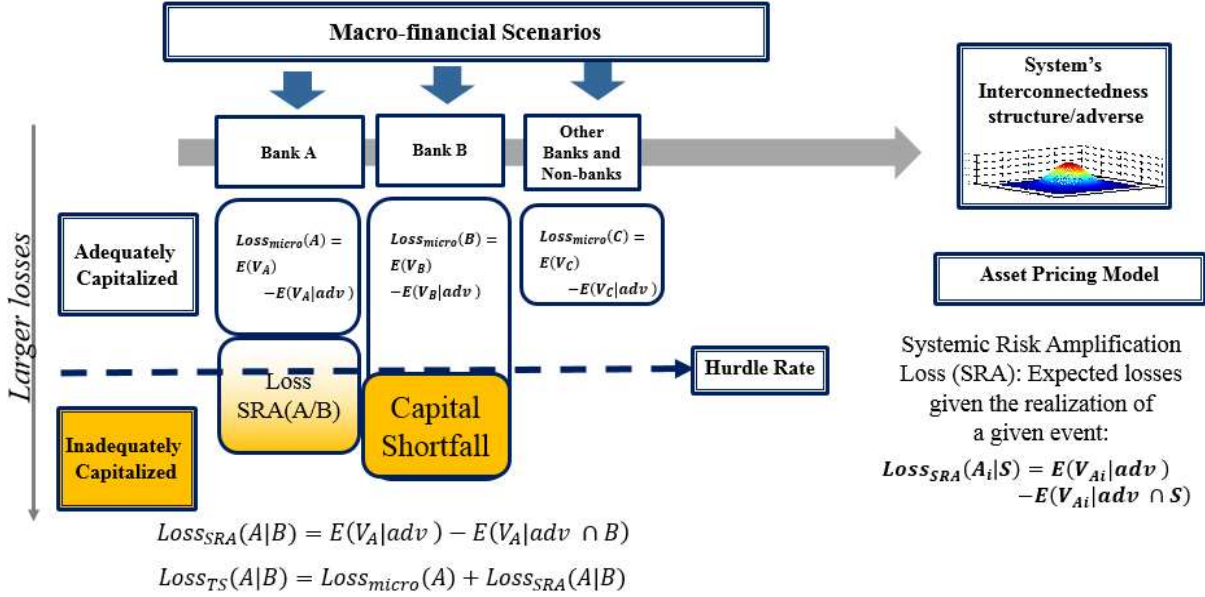 Macro-financial Scenarios
System's
Interconnectedness
structure/adverse
Bank A
Bank B
Other
Banks and
Non-banks
Larger losses
Adequately
Capitalized
Loss_micro(A) =
E(V_A)
−E(V_A|adv )
Loss_micro(B) =
E(V_B)
−E(V_B|adv )
Loss_micro(C) =
E(V_C)
−E(V_C|adv )
Asset Pricing Model
Hurdle Rate
Loss
SRA(A/B)
Capital
Shortfall
Inadequately
Capitalized
Systemic Risk Amplification
Loss (SRA): Expected losses
given the realization of
a given event:
Loss_SRA(A_i|S) = E(V_Ai|adv )
−E(V_Ai|adv ∩ S)
Loss_SRA(A|B) = E(V_A|adv ) − E(V_A|adv ∩ B)
Loss_TS(A|B) = Loss_micro(A) + Loss_SRA(A|B)